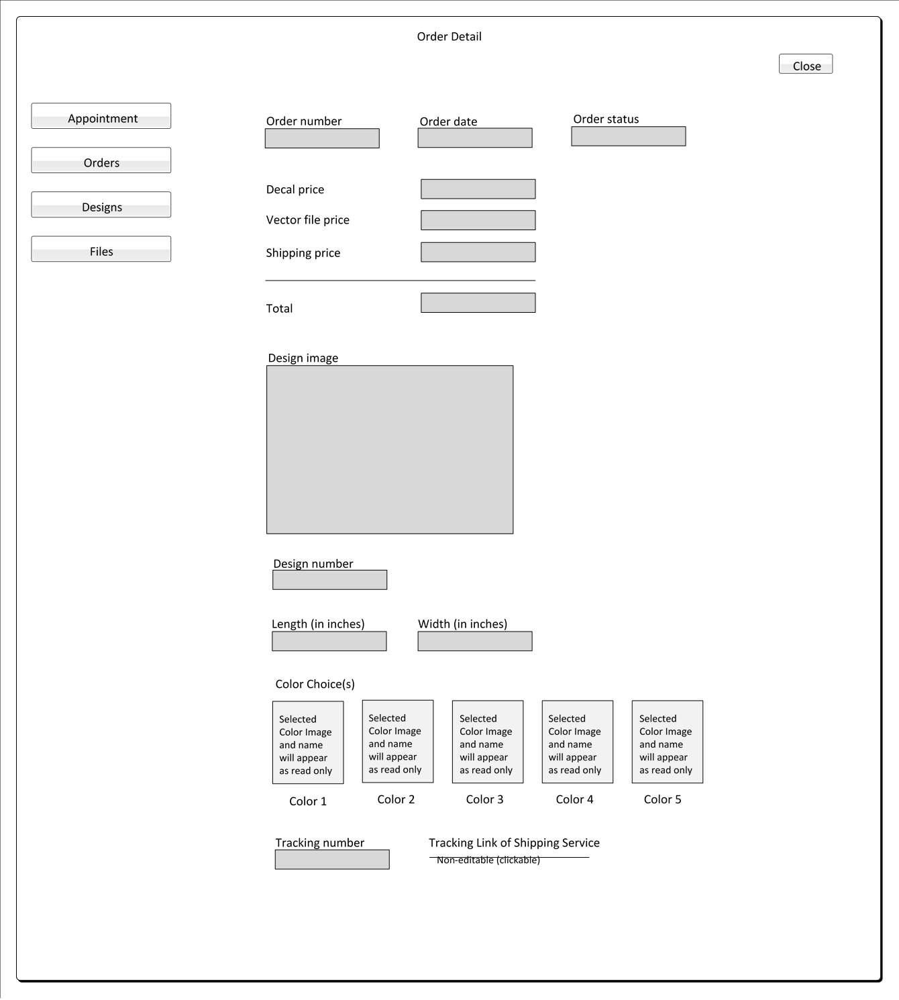 Order Detail
Close
Appointment
Orders
Designs
Files
Order number
Order date
Order status
Decal price
Vector file price
Shipping price
Total
Design image
Design number
Length (in inches)
Width (in inches)
Color Choice(s)
Selected
Color Image
and name
will appear
as read only
Color 1
Selected
Color Image
and name
will appear
as read only
Color 2
Selected
Color Image
and name
will appear
as read only
Color 3
Selected
Color Image
and name
will appear
as read only
Color 4
Selected
Color Image
and name
will appear
as read only
Color 5
Tracking number
Tracking Link of Shipping Service
Non-editable (clickable)